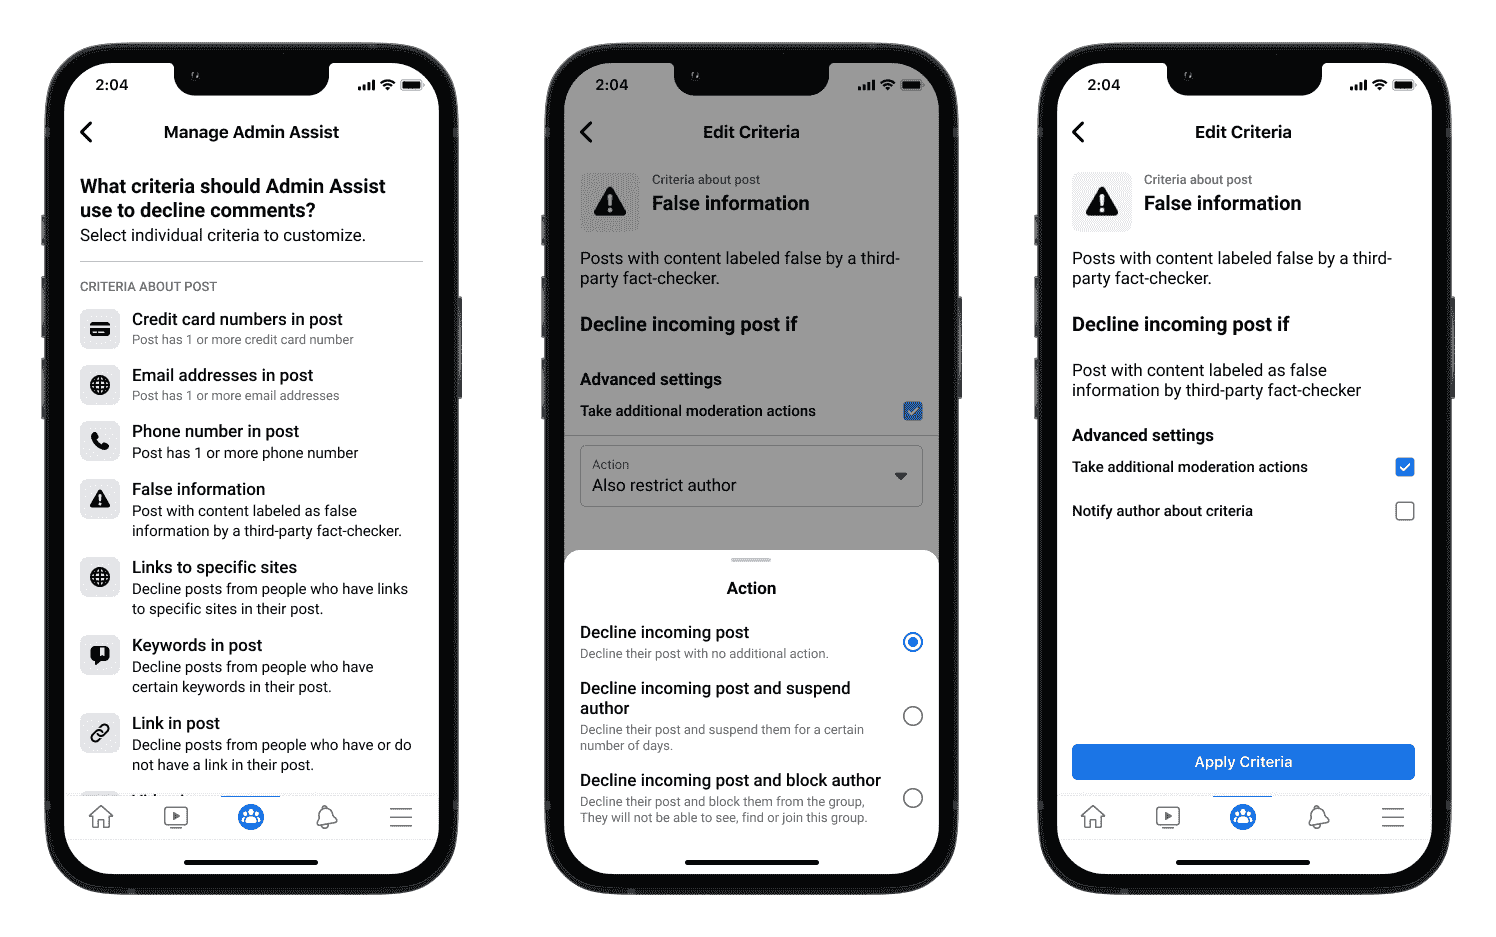 2:04
Manage Admin Assist
What criteria should Admin Assist
use to decline comments?
Select individual criteria to customize.
CRITERIA ABOUT POST
Credit card numbers in post
Post has 1 or more credit card number
Email addresses in post
Post has 1 or more email addresses
Phone number in post
Post has 1 or more phone number
False information
Post with content labeled as false
information by a third-party fact-checker.
Links to specific sites
Decline posts from people who have links
to specific sites in their post.
Keywords in post
Decline posts from people who have
certain keywords in their post.
Link in post
Decline posts from people who have or do
not have a link in their post.
2:04
Edit Criteria
Criteria about post
False information
Posts with content labeled false by a third-
party fact-checker.
Decline incoming post if
Advanced settings
Take additional moderation actions
Action
Also restrict author
Action
Decline incoming post
Decline their post with no additional action.
Decline incoming post and suspend
author
Decline their post and suspend them for a certain
number of days.
Decline incoming post and block author
Decline their post and block them from the group,
They will not be able to see, find or join this group.
2:04
Edit Criteria
Criteria about post
False information
Posts with content labeled false by a third-
party fact-checker.
Decline incoming post if
Post with content labeled as false
information by third-party fact-checker
Advanced settings
Take additional moderation actions
Notify author about criteria
Apply Criteria